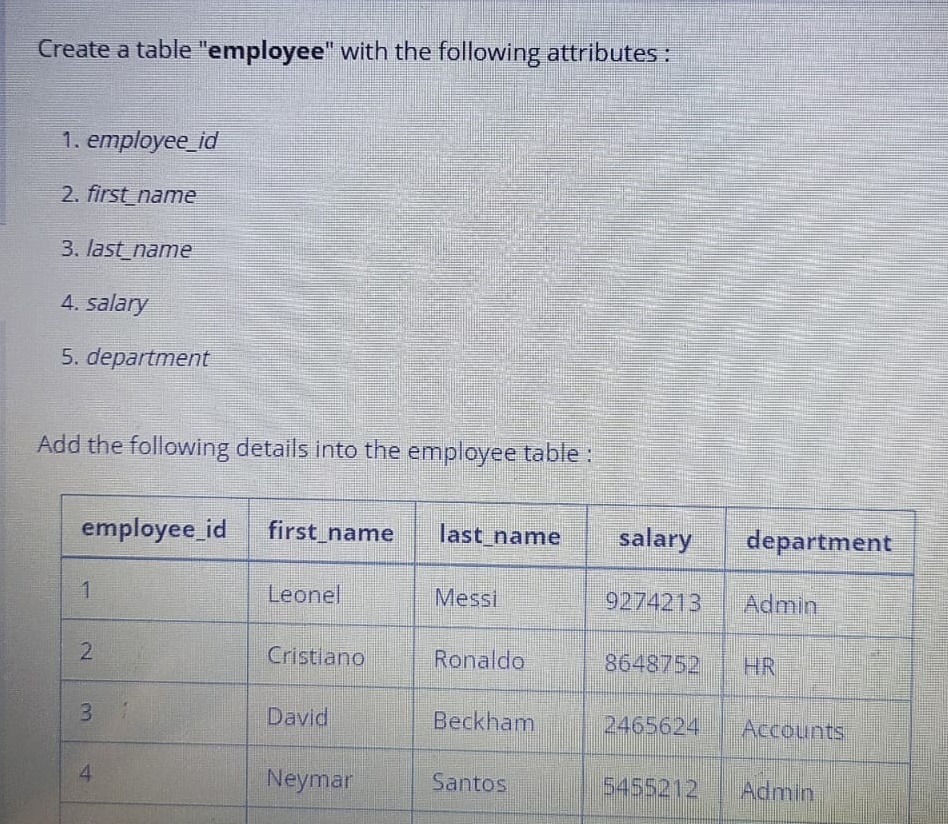 Create a table "employee" with the following attributes :
1. employee_id
2. first_name
3. last_name
4. salary
5. department
Add the following details into the employee table :
employee_id first_name last_name salary department
1 Leonel Messi 9274213 Admin
2 Cristiano Ronaldo 8648752 HR
3 David Beckham 2465624 Accounts
4 Neymar Santos 5455212 Admin